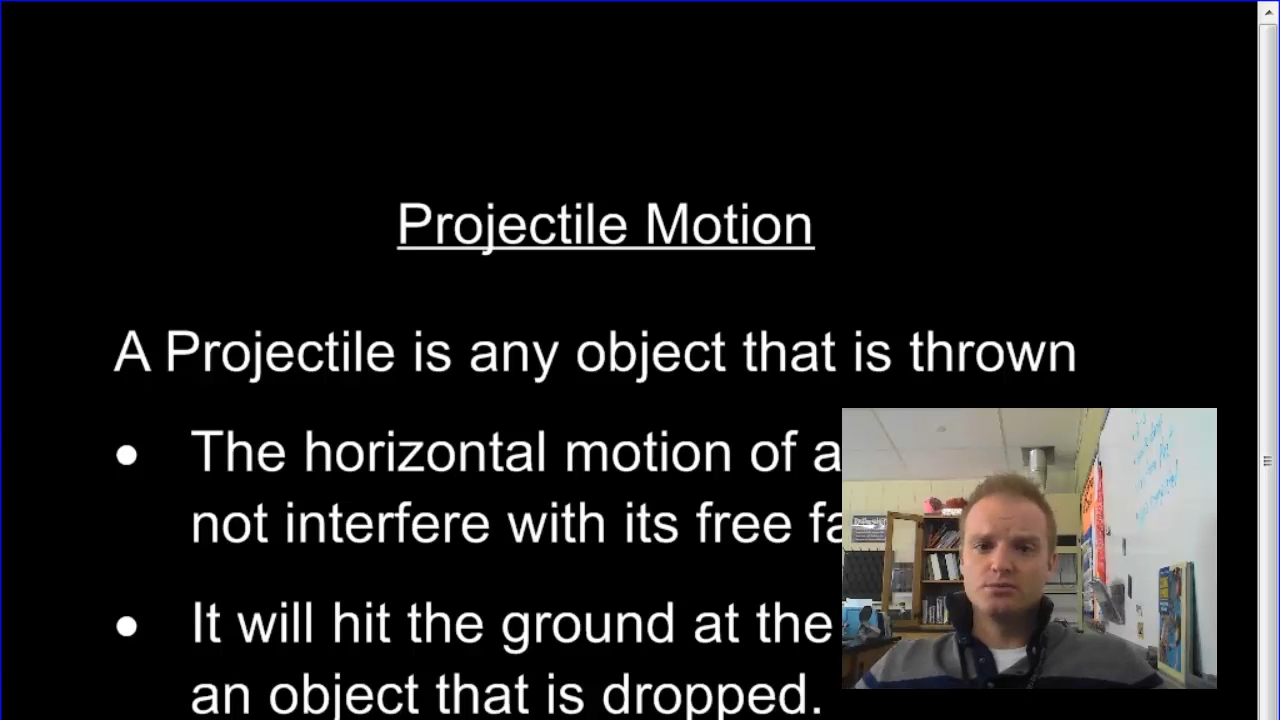 Projectile Motion
A Projectile is any object that is thrown
• The horizontal motion of a
not interfere with its free fa
• It will hit the ground at the
an object that is dropped.